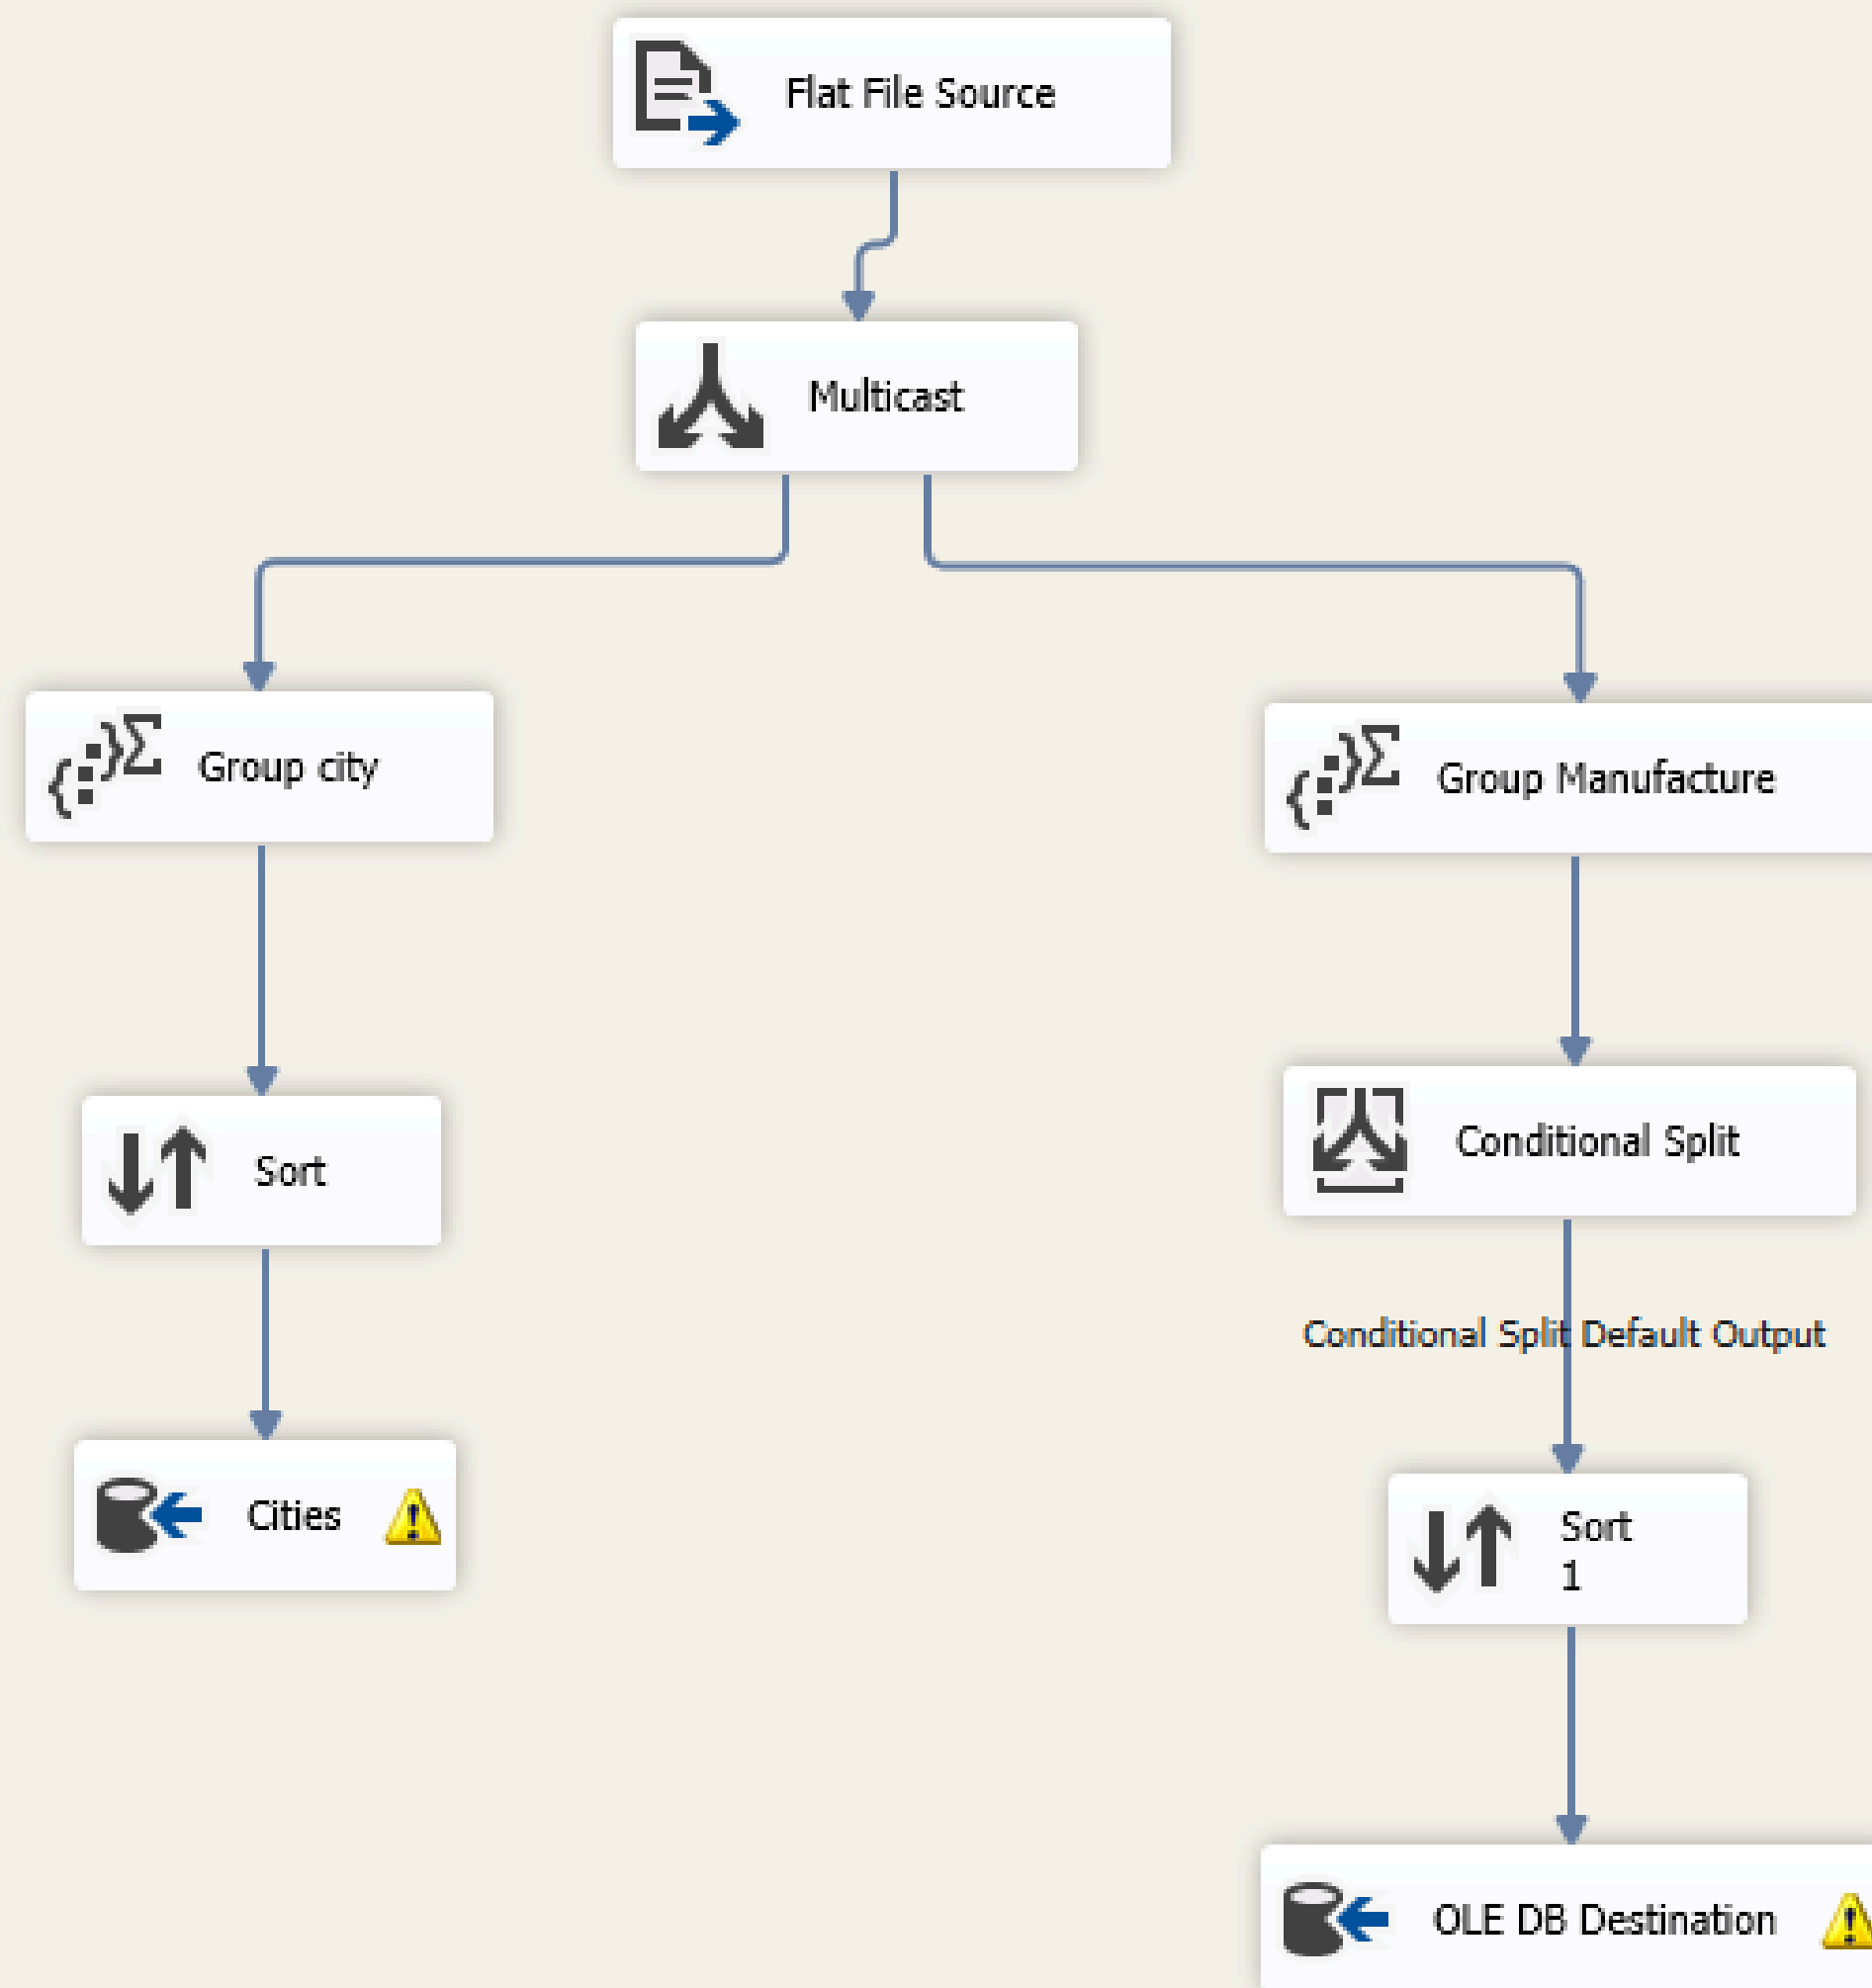 Flat File Source
Multicast
Group city
Group Manufacture
Sort
Conditional Split
Conditional Split Default Output
Cities
Sort
1
OLE DB Destination